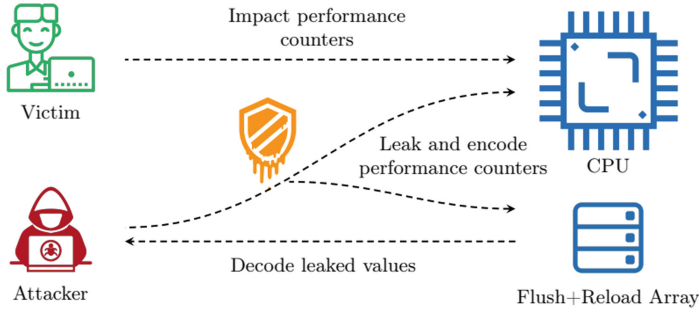 Impact performance
counters
Victim
Leak and encode
performance counters
CPU
Decode leaked values
Attacker
Flush+Reload Array